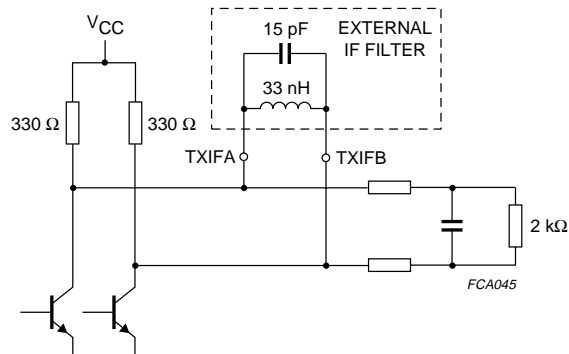 VCC
15 pF
EXTERNAL
IF FILTER
33 nH
330 Ω
330 Ω
TXIFA
TXIFB
2 kΩ
FCA045